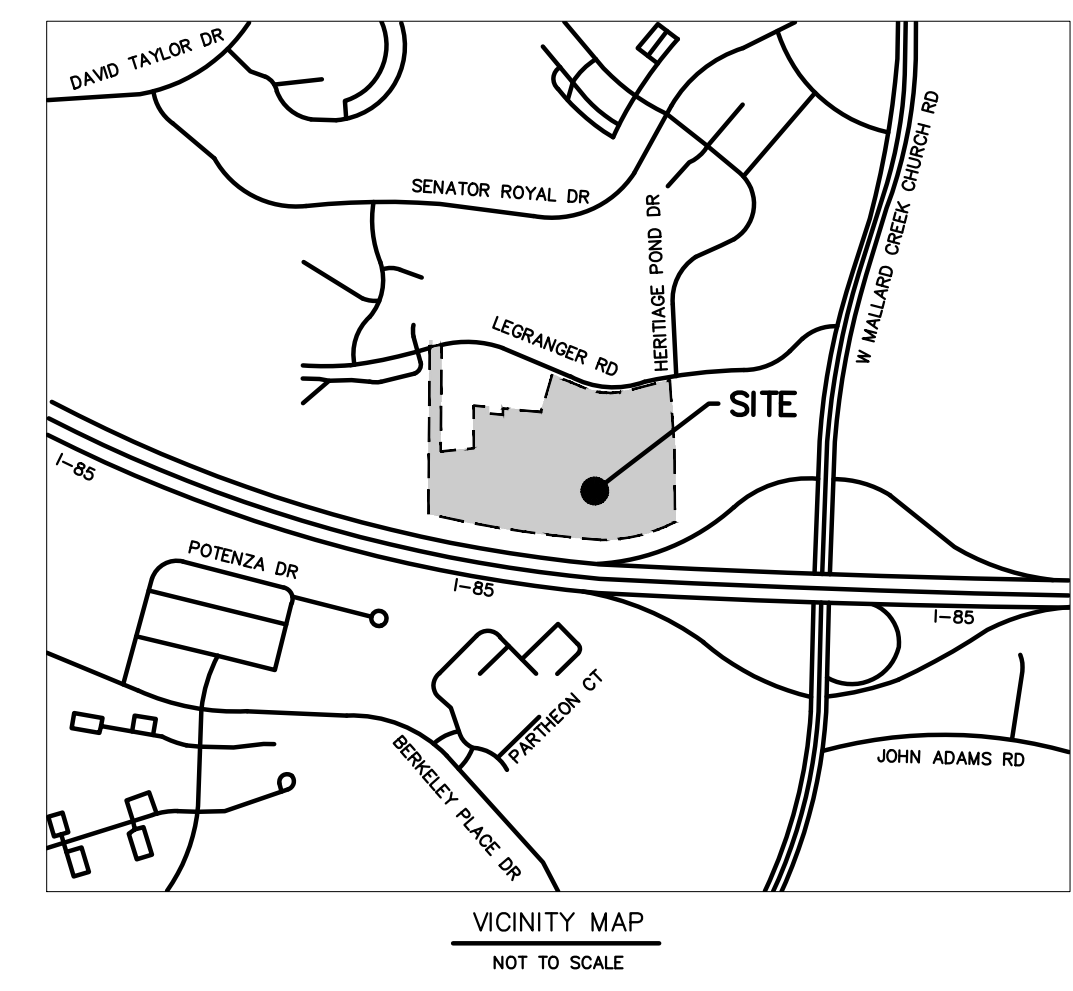 DAVID TAYLOR DR
SENATOR ROYAL DR
HERITIAGE POND DR
W MALLARD CREEK CHURCH RD
LEGRANGER RD
SITE
I-85
POTENZA DR
I-85
I-85
PARTHEON CT
BERKELEY PLACE DR
JOHN ADAMS RD
VICINITY MAP
NOT TO SCALE